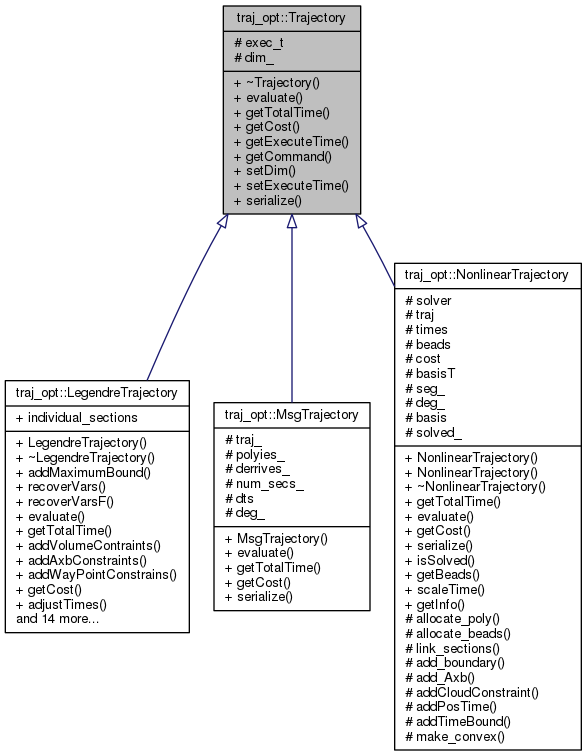 traj_opt::Trajectory
# exec_t
# dim_
+ ~Trajectory()
+ evaluate()
+ getTotalTime()
+ getCost()
+ getExecuteTime()
+ getCommand()
+ setDim()
+ setExecuteTime()
+ serialize()
traj_opt::LegendreTrajectory
+ individual_sections
+ LegendreTrajectory()
+ ~LegendreTrajectory()
+ addMaximumBound()
+ recoverVars()
+ recoverVarsF()
+ evaluate()
+ getTotalTime()
+ addVolumeContraints()
+ addAxbConstraints()
+ addWayPointConstrains()
+ getCost()
+ adjustTimes()
and 14 more...
traj_opt::MsgTrajectory
# traj_
# polyies_
# derrives_
# num_secs_
# dts
# deg_
+ MsgTrajectory()
+ evaluate()
+ getTotalTime()
+ getCost()
+ serialize()
traj_opt::NonlinearTrajectory
# solver
# traj
# times
# beads
# cost
# basisT
# seg_
# deg_
# basis
# solved_
+ NonlinearTrajectory()
+ NonlinearTrajectory()
+ ~NonlinearTrajectory()
+ getTotalTime()
+ evaluate()
+ getCost()
+ serialize()
+ isSolved()
+ getBeads()
+ scaleTime()
+ getInfo()
# allocate_poly()
# allocate_beads()
# link_sections()
# add_boundary()
# add_Axb()
# addCloudConstraint()
# addPosTime()
# addTimeBound()
# make_convex()